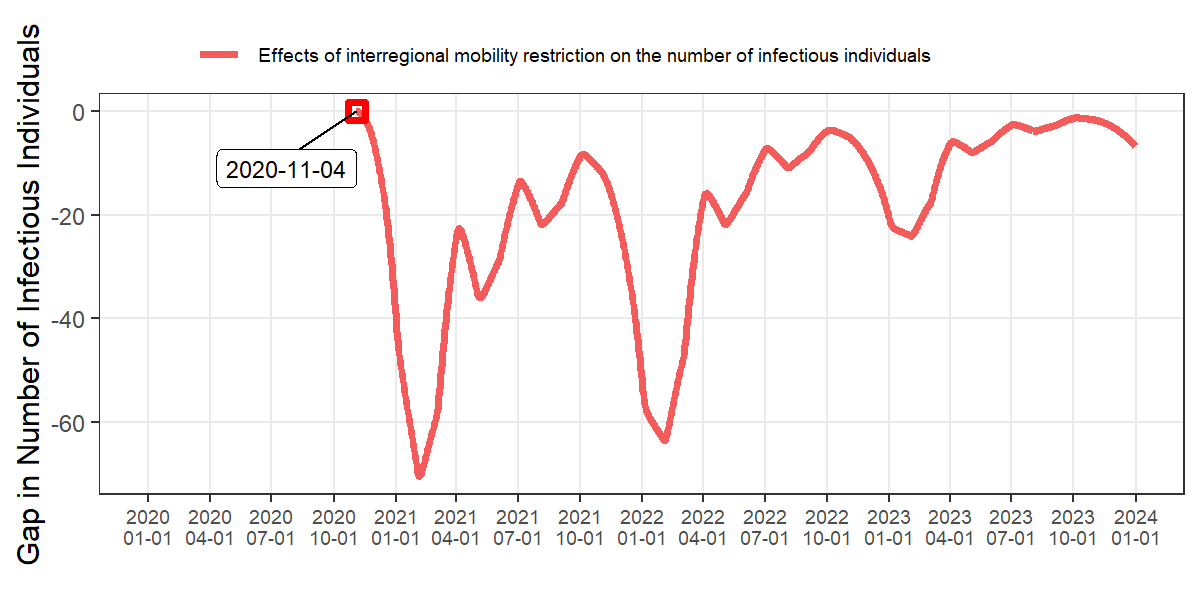 Effects of interregional mobility restriction on the number of infectious individuals
Gap in Number of Infectious Individuals
0
-20
-40
-60
2020-11-04
2020 2020 2020 2020 2021 2021 2021 2021 2022 2022 2022 2022 2023 2023 2023 2023 2024
01-01 04-01 07-01 10-01 01-01 04-01 07-01 10-01 01-01 04-01 07-01 10-01 01-01 04-01 07-01 10-01 01-01